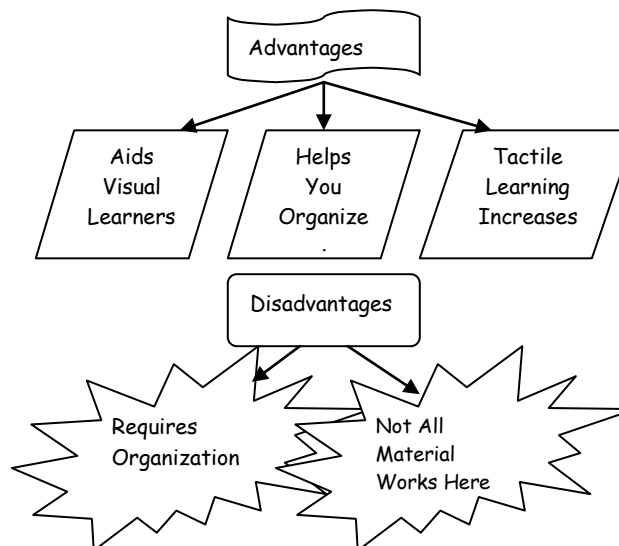 Advantages
Aids
Visual
Learners
Helps
You
Organize
.
Tactile
Learning
Increases
Disadvantages
Requires
Organization
Not All
Material
Works Here